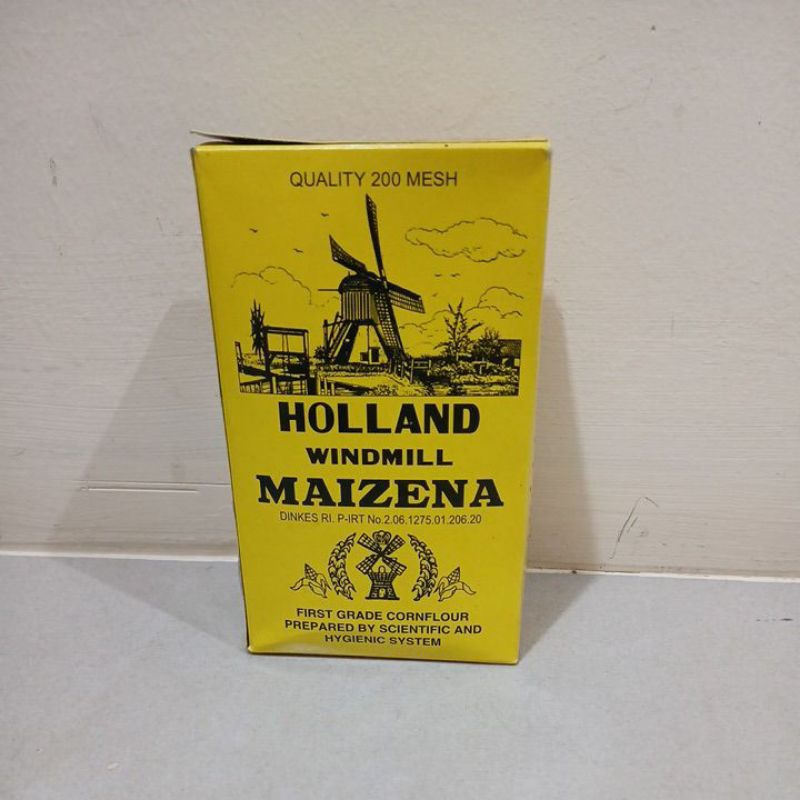 QUALITY 200 MESH
HOLLAND
WINDMILL
MAIZENA
DINKES RI. P-IRT No.2.06.1275.01.206.20
FIRST GRADE CORNFLOUR
PREPARED BY SCIENTIFIC AND
HYGIENIC SYSTEM